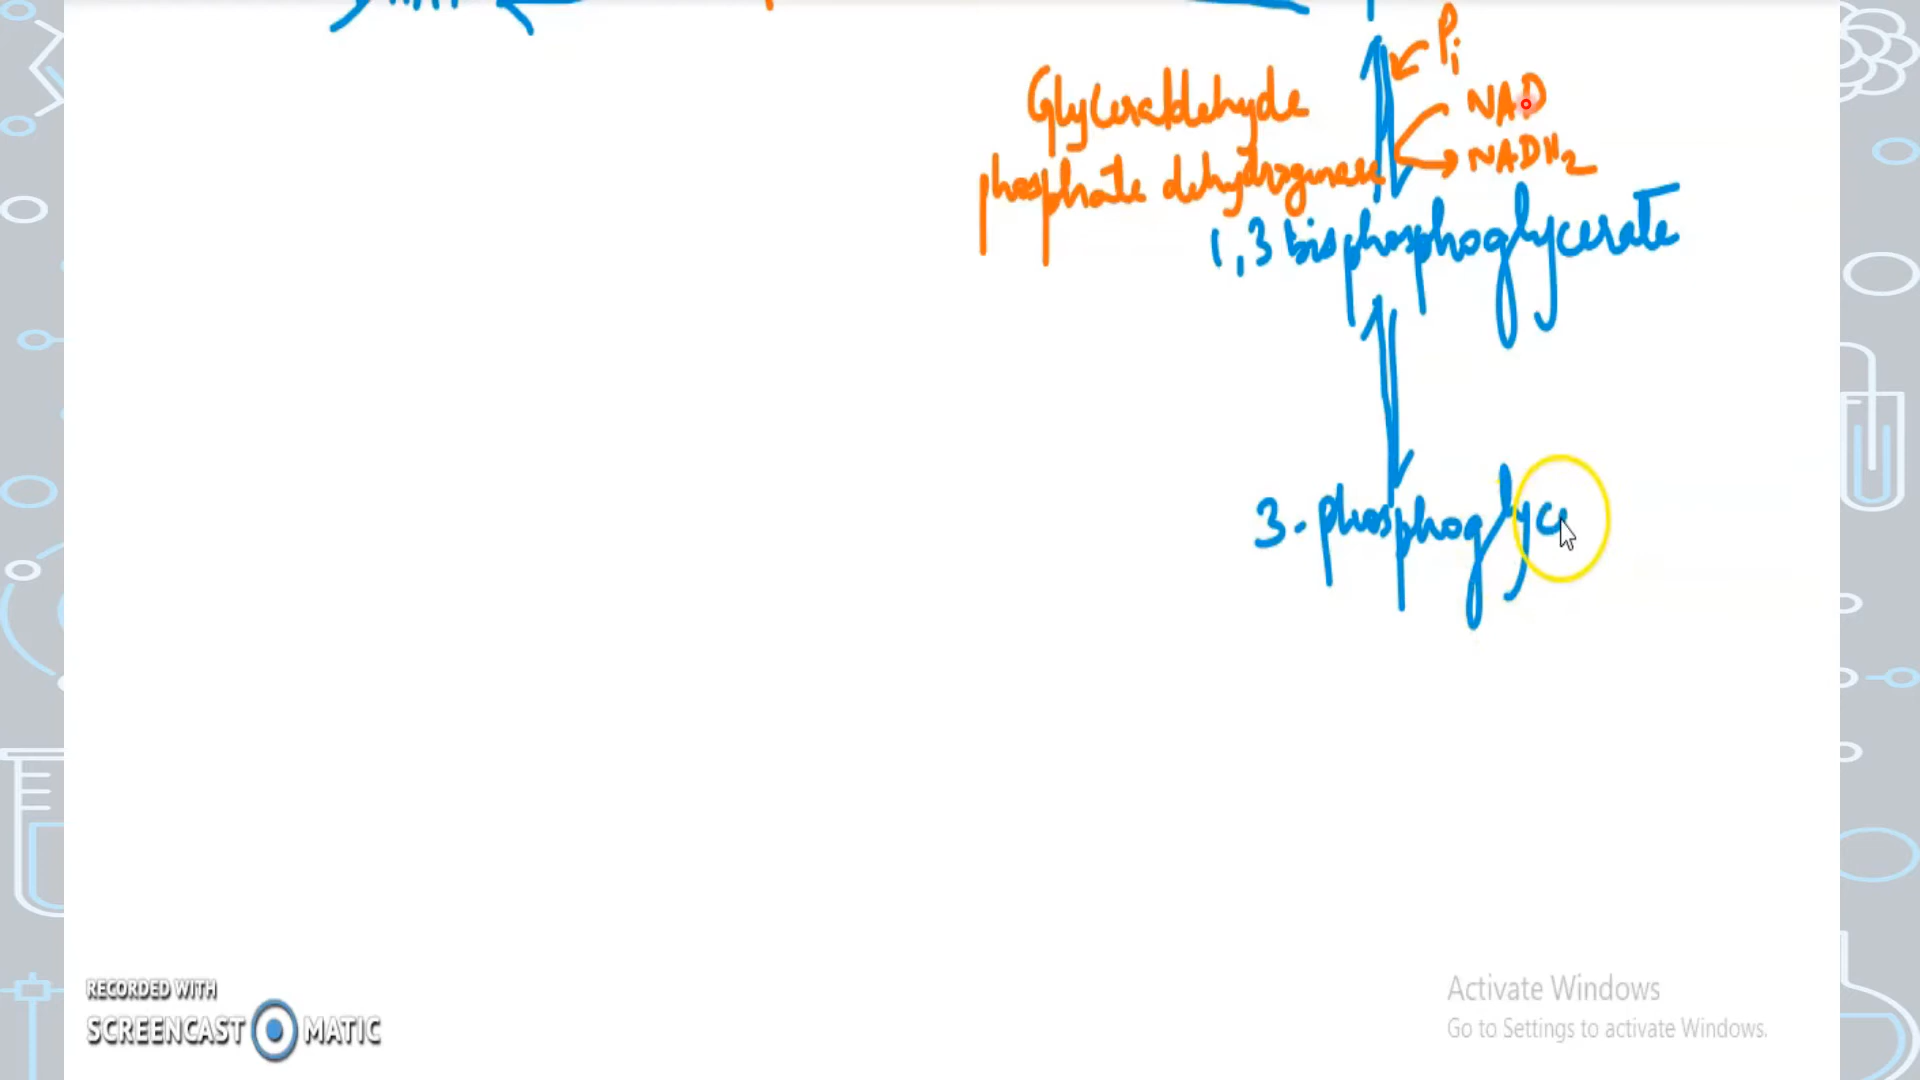 Pi
Glyceraldehyde
NAD
phosphate dehydroginase
NADH2
1,3 bisphosphoglycerate
3-phosphoglyce
RECORDED WITH
SCREENCAST MATIC
Activate Windows
Go to Settings to activate Windows.